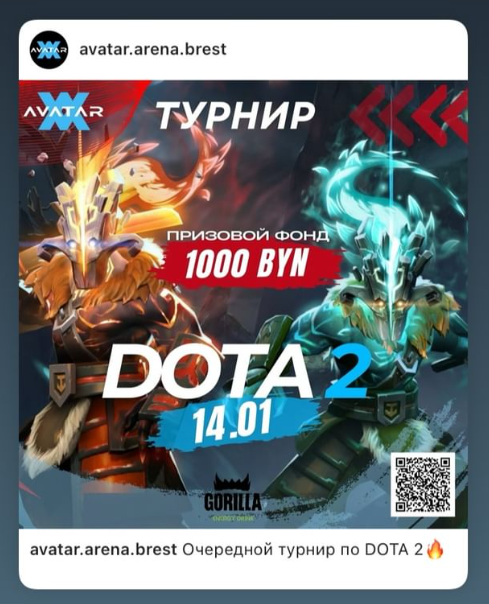 avatar.arena.brest
AVATAR
AVATAR
ТУРНИР
ПРИЗОВОЙ ФОНД
1000 BYN
DOTA 2
14.01
GORILLA
avatar.arena.brest Очередной турнир по DOTA 2🔥